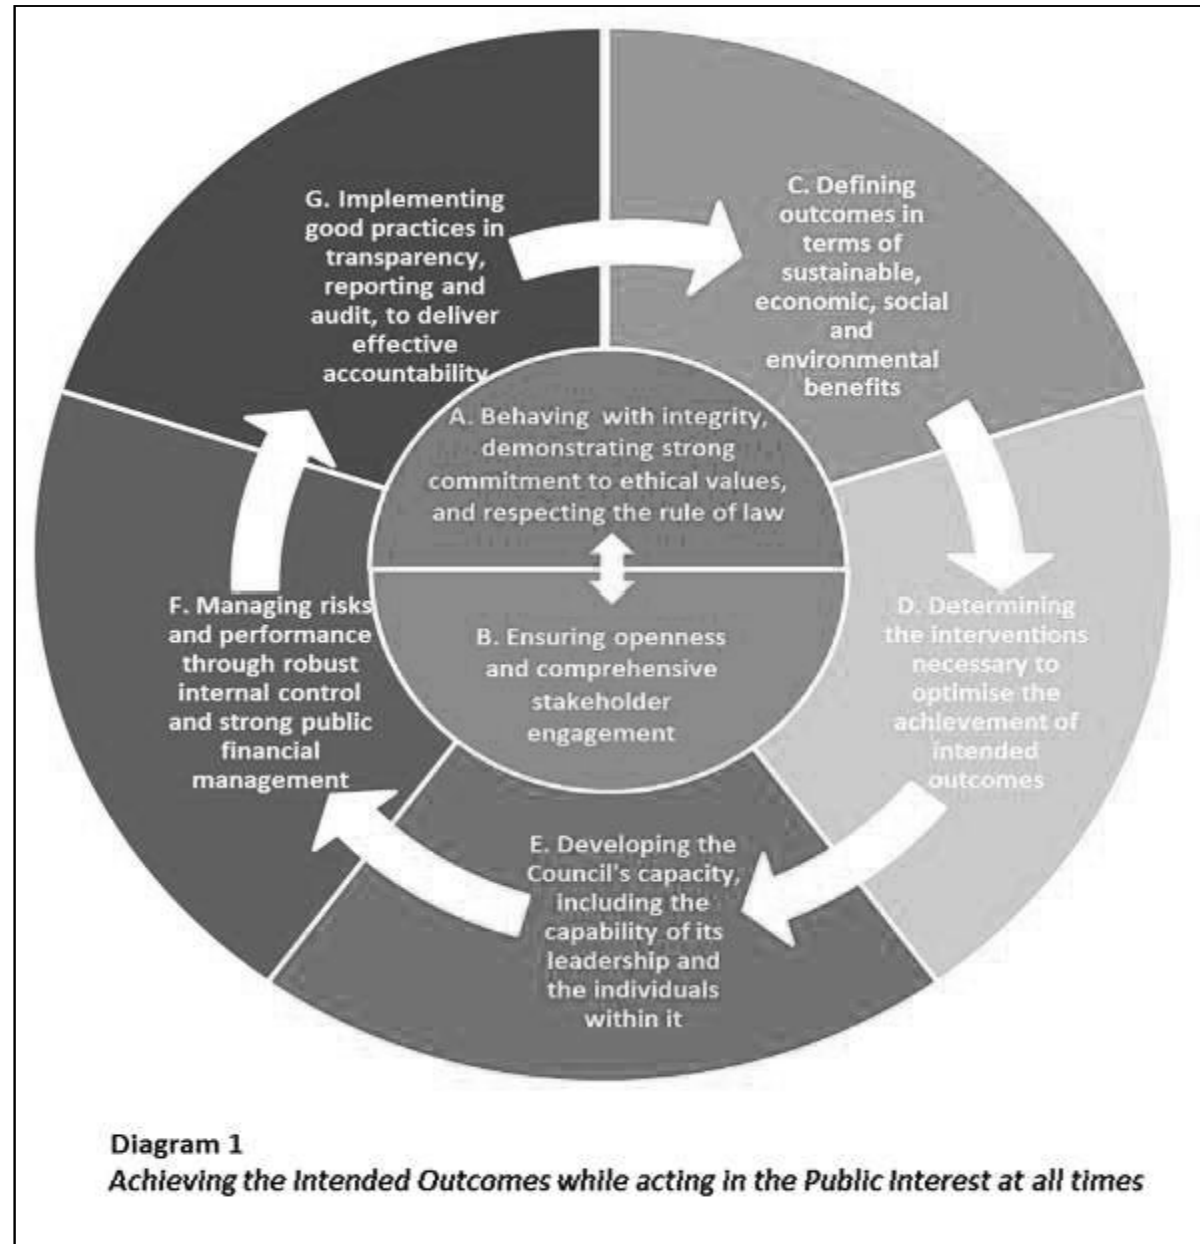 G. Implementing
good practices in
transparency,
reporting and
audit, to deliver
effective
accountability
C. Defining
outcomes in
terms of
sustainable,
economic, social
and
environmental
benefits
A. Behaving with integrity,
demonstrating strong
commitment to ethical values,
and respecting the rule of law
B. Ensuring openness
and comprehensive
stakeholder
engagement
F. Managing risks
and performance
through robust
internal control
and strong public
financial
management
D. Determining
the interventions
necessary to
optimise the
achievement of
intended
outcomes
E. Developing the
Council's capacity,
including the
capability of its
leadership and
the individuals
within it
Diagram 1
Achieving the Intended Outcomes while acting in the Public Interest at all times